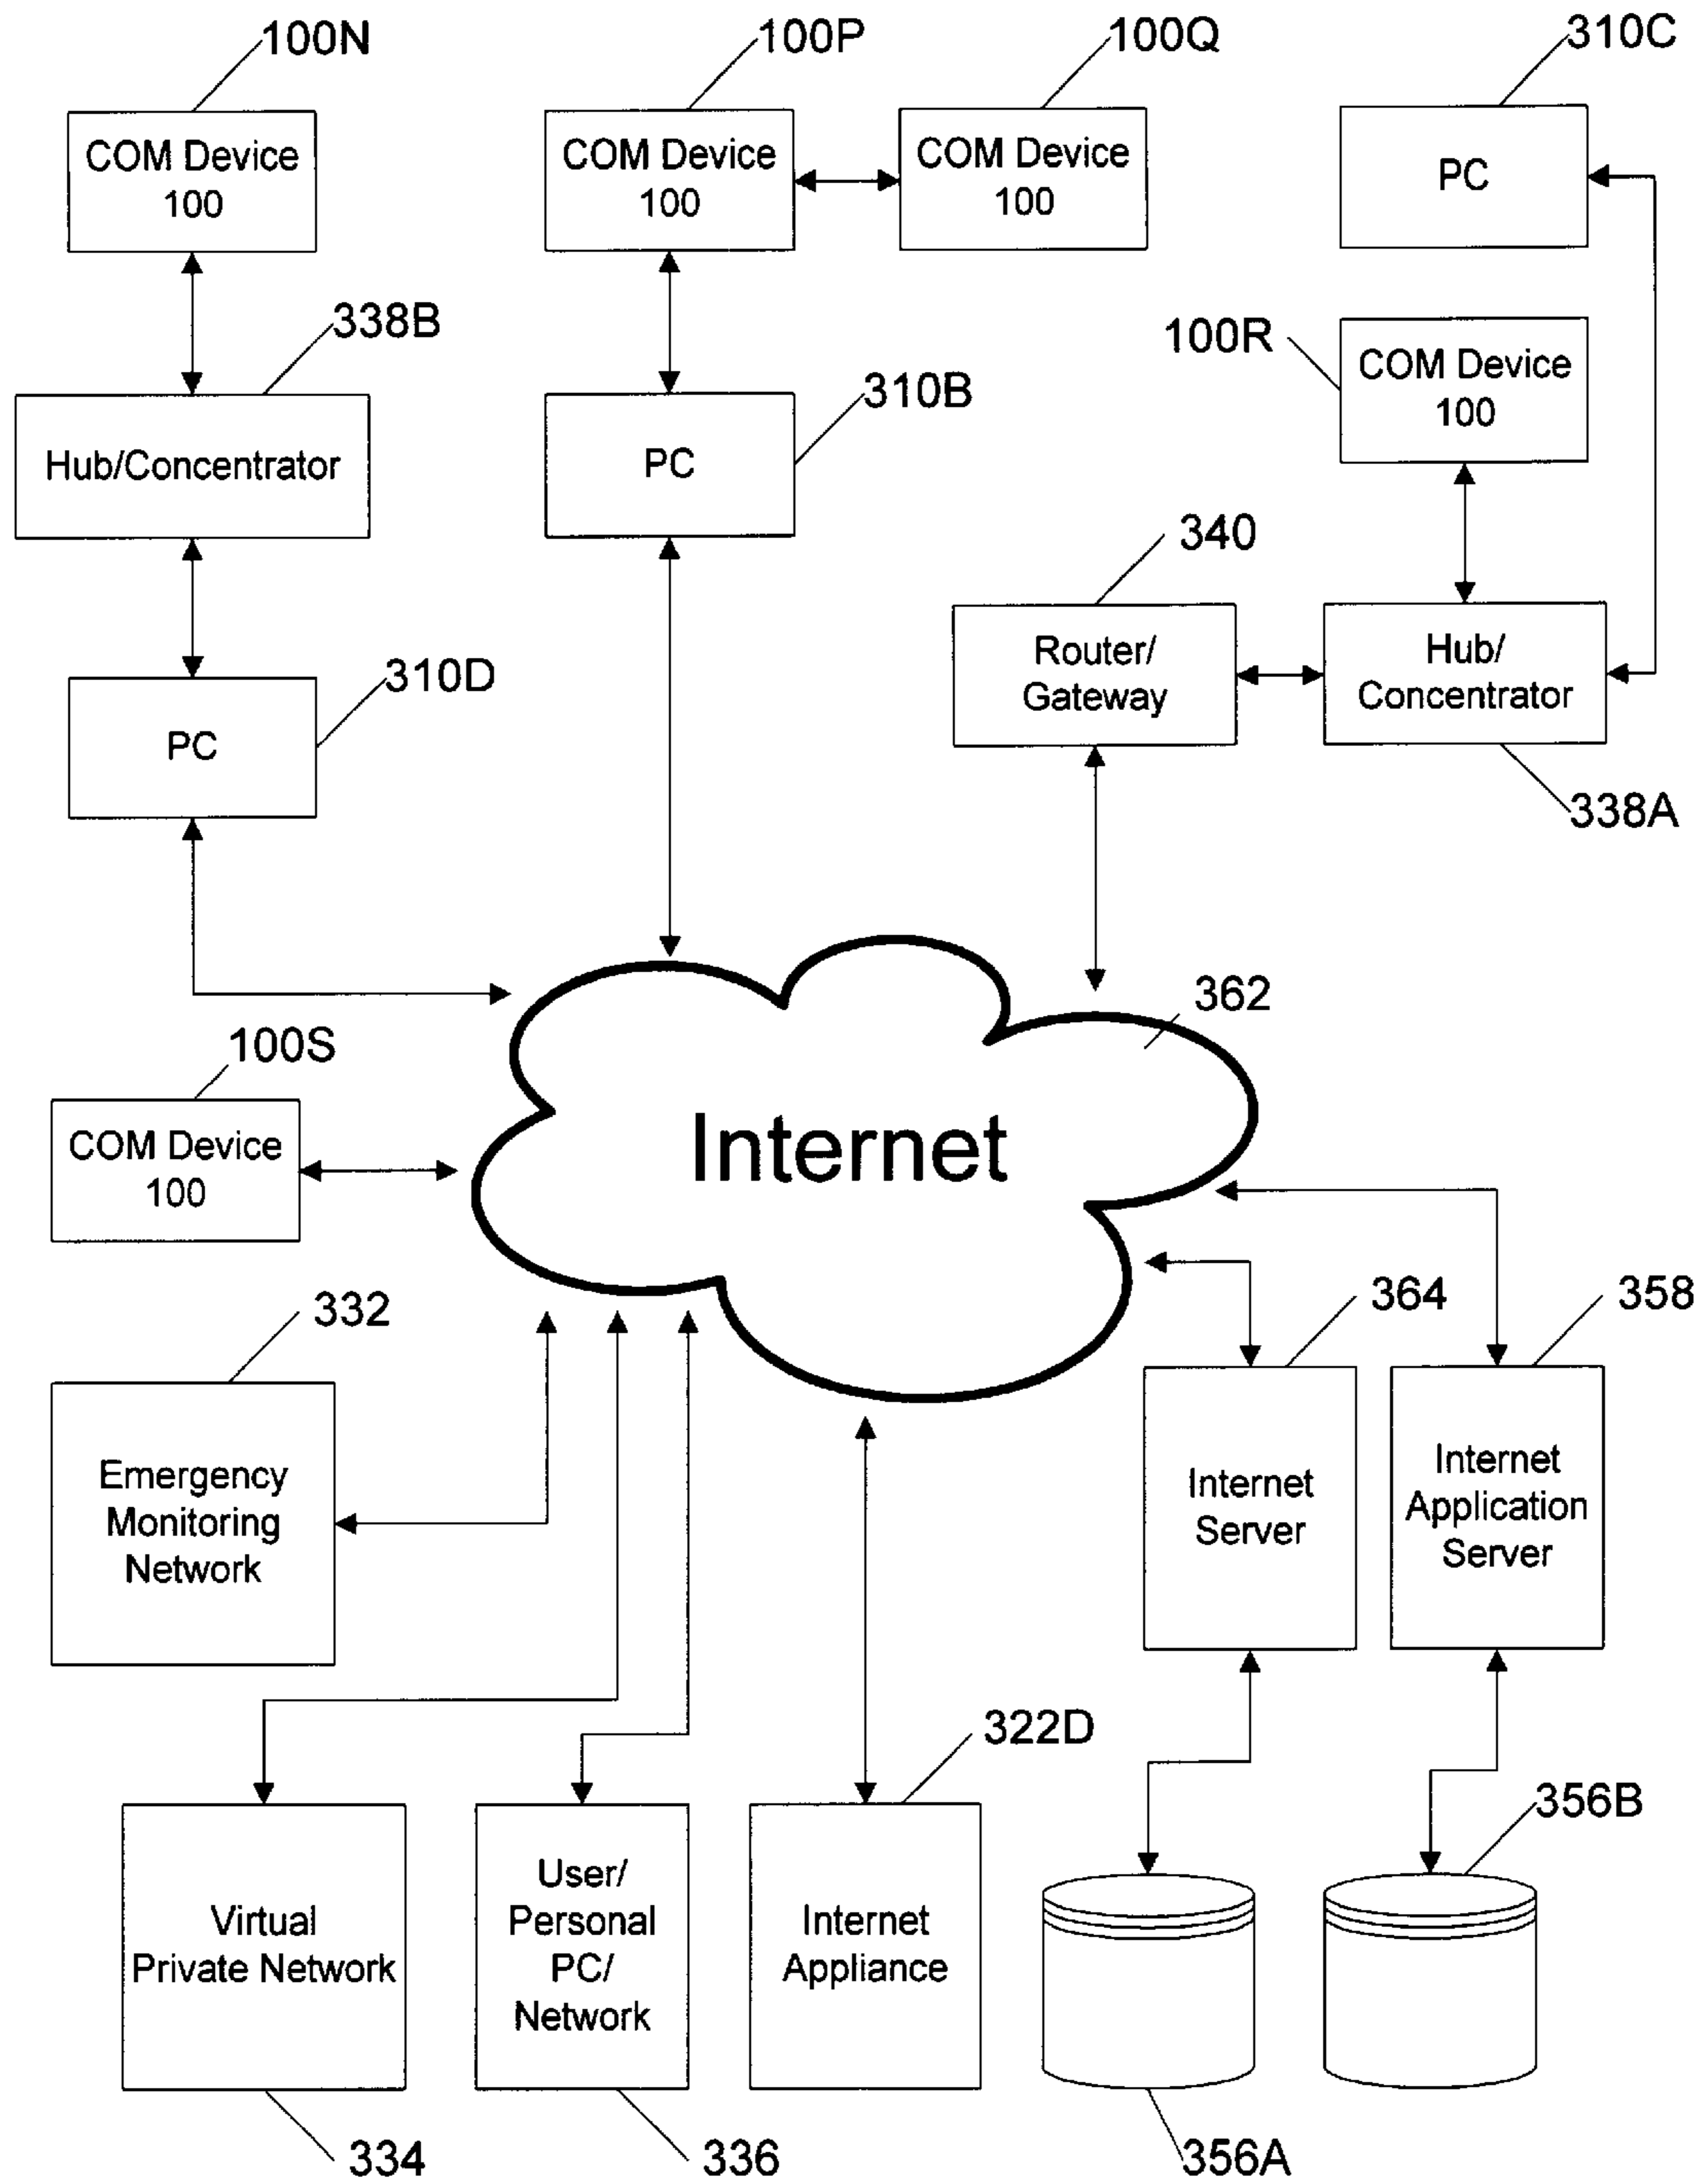 100N
100P
100Q
310C
COM Device
100
COM Device
100
COM Device
100
PC
338B
100R
COM Device
100
310B
Hub/Concentrator
PC
340
Router/
Gateway
Hub/
Concentrator
310D
PC
338A
362
100S
Internet
COM Device
100
332
364
358
Emergency
Monitoring
Network
Internet
Server
Internet
Application
Server
322D
356B
Virtual
Private Network
User/
Personal
PC/
Network
Internet
Appliance
334
336
356A